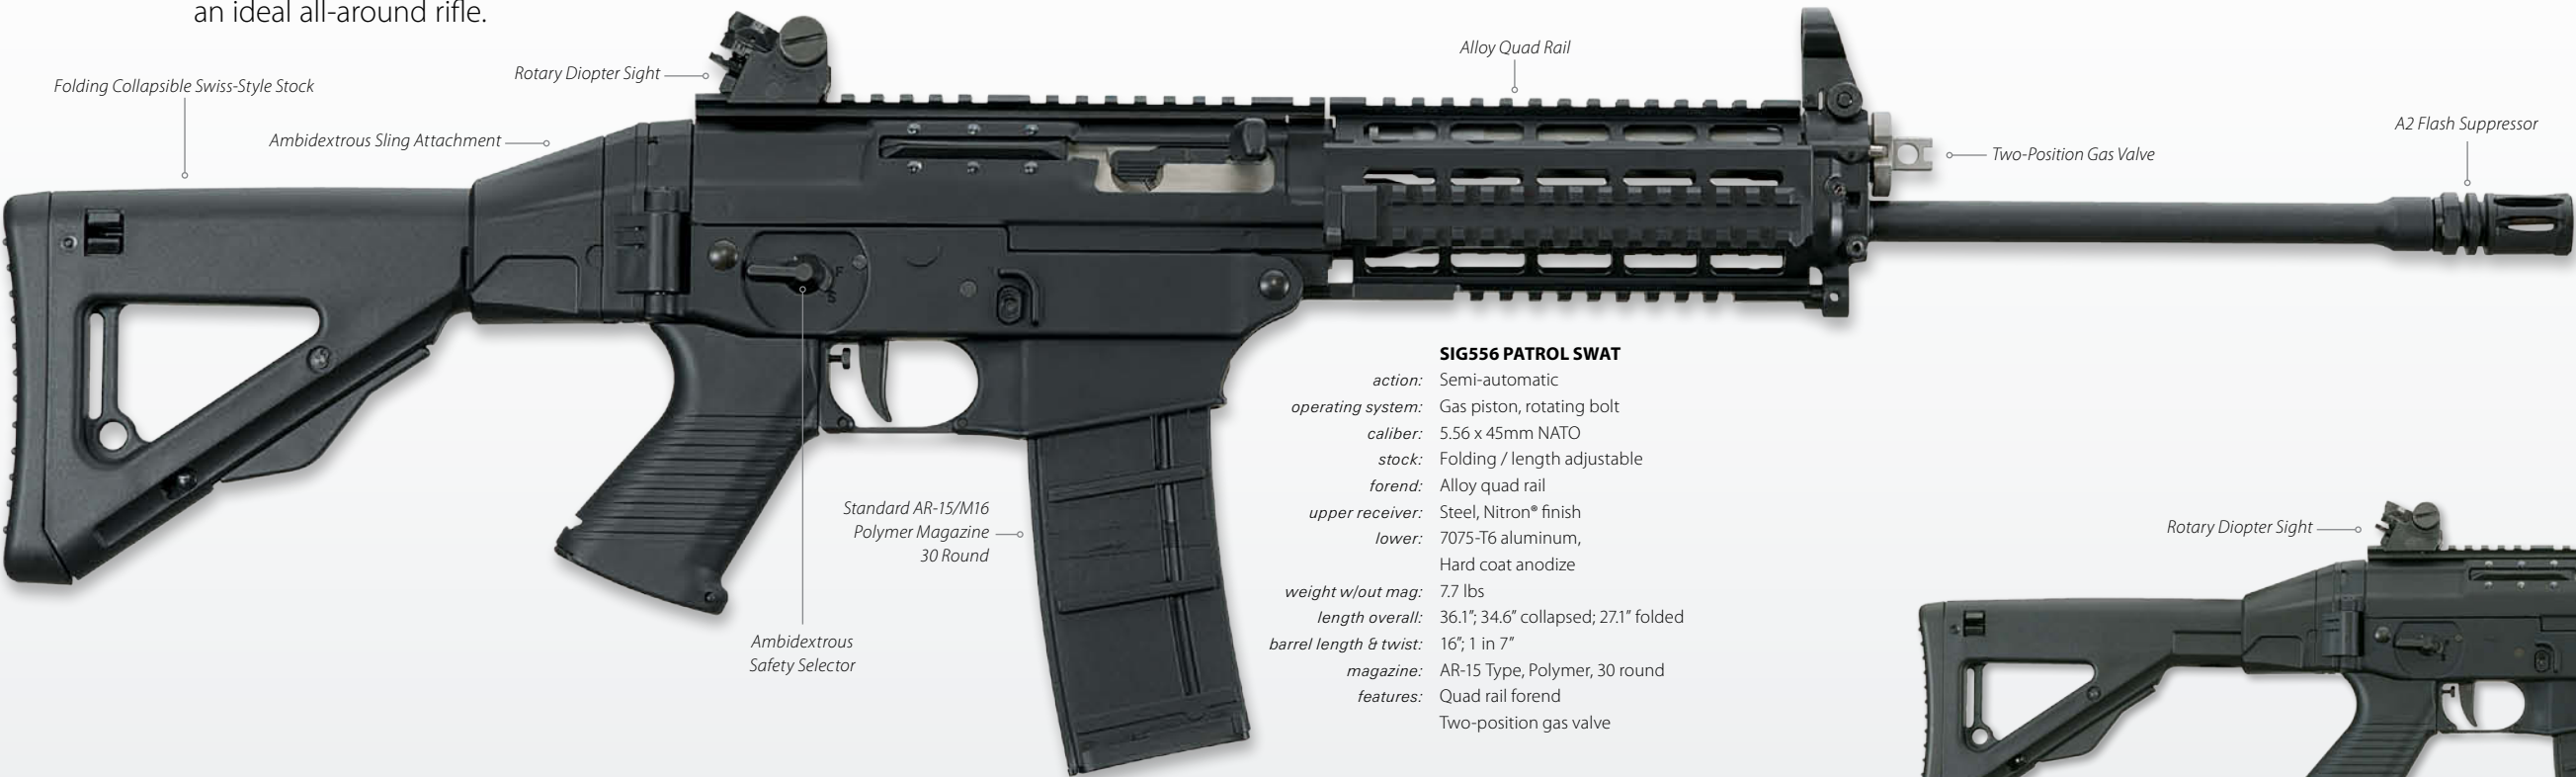 an ideal all-around rifle.
Folding Collapsible Swiss-Style Stock
Rotary Diopter Sight
Ambidextrous Sling Attachment
Alloy Quad Rail
Two-Position Gas Valve
A2 Flash Suppressor
F
S
Standard AR-15/M16
Polymer Magazine
30 Round
Ambidextrous
Safety Selector
SIG556 PATROL SWAT
action: Semi-automatic
operating system: Gas piston, rotating bolt
caliber: 5.56 x 45mm NATO
stock: Folding / length adjustable
forend: Alloy quad rail
upper receiver: Steel, Nitron® finish
lower: 7075-T6 aluminum,
Hard coat anodize
weight w/out mag: 7.7 lbs
length overall: 36.1"; 34.6" collapsed; 27.1" folded
barrel length & twist: 16"; 1 in 7"
magazine: AR-15 Type, Polymer, 30 round
features: Quad rail forend
Two-position gas valve
Rotary Diopter Sight